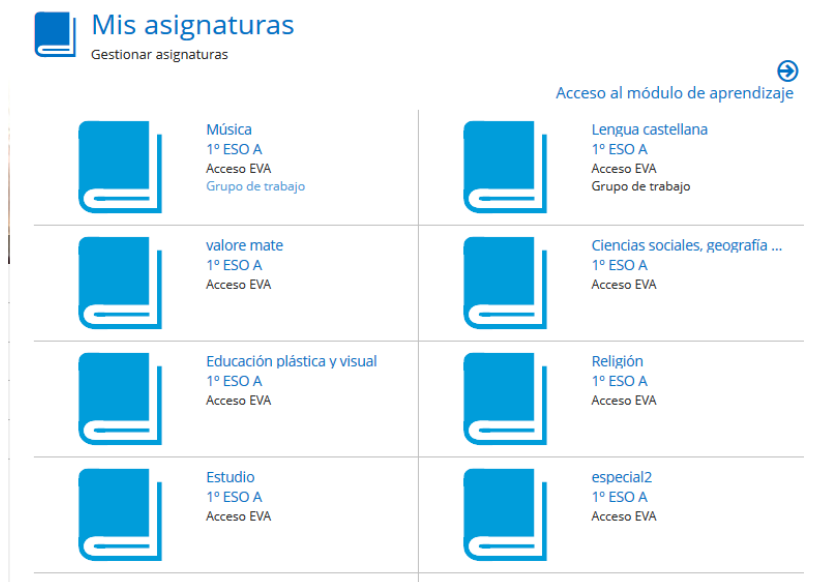 Mis asignaturas
Gestionar asignaturas
Acceso al módulo de aprendizaje
Música
1º ESO A
Acceso EVA
Grupo de trabajo
Lengua castellana
1º ESO A
Acceso EVA
Grupo de trabajo
valore mate
1º ESO A
Acceso EVA
Ciencias sociales, geografía ...
1º ESO A
Acceso EVA
Educación plástica y visual
1º ESO A
Acceso EVA
Religión
1º ESO A
Acceso EVA
Estudio
1º ESO A
Acceso EVA
especial2
1º ESO A
Acceso EVA